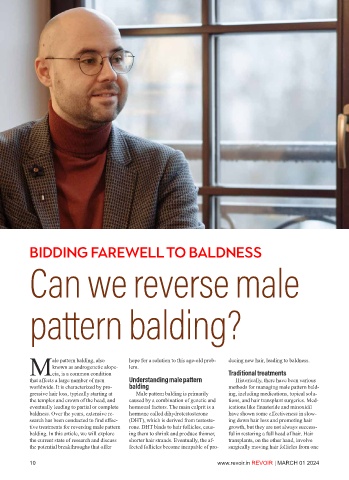 BIDDING FAREWELL TO BALDNESS
Can we reverse male
pattern balding?
Male pattern balding, also
known as androgenetic alope-
cia, is a common condition
that affects a large number of men
worldwide. It is characterized by pro-
gressive hair loss, typically starting at
the temples and crown of the head, and
eventually leading to partial or complete
baldness. Over the years, extensive re-
search has been conducted to find effec-
tive treatments for reversing male pattern
balding. In this article, we will explore
the current state of research and discuss
the potential breakthroughs that offer
hope for a solution to this age-old prob-
lem.
Understanding male pattern
balding
Male pattern balding is primarily
caused by a combination of genetic and
hormonal factors. The main culprit is a
hormone called dihydrotestosterone
(DHT), which is derived from testoste-
rone. DHT binds to hair follicles, caus-
ing them to shrink and produce thinner,
shorter hair strands. Eventually, the af-
fected follicles become incapable of pro-
ducing new hair, leading to baldness.
Traditional treatments
Historically, there have been various
methods for managing male pattern bald-
ing, including medications, topical solu-
tions, and hair transplant surgeries. Med-
ications like finasteride and minoxidil
have shown some effectiveness in slow-
ing down hair loss and promoting hair
growth, but they are not always success-
ful in restoring a full head of hair. Hair
transplants, on the other hand, involve
surgically moving hair follicles from one
10
www.revoir.in REVOIR | MARCH 01 2024